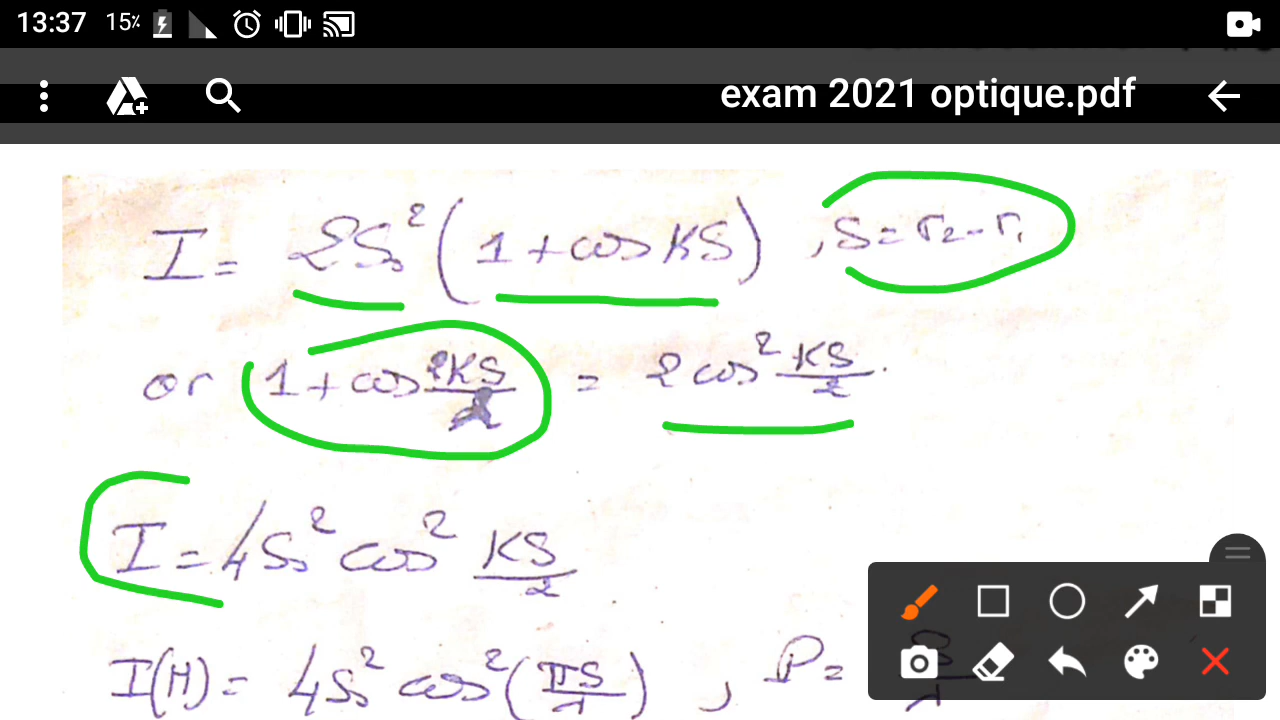 13:37 15%
exam 2021 optique.pdf
I = 2S₀² (1 + cos KS) , S = r₂ - r₁
or 1 + cos 2KS/2 = 2 cos² KS/2.
I = 4S₀² cos² KS/2
I(M) = 4S₀² cos² (πS/λ) , P =